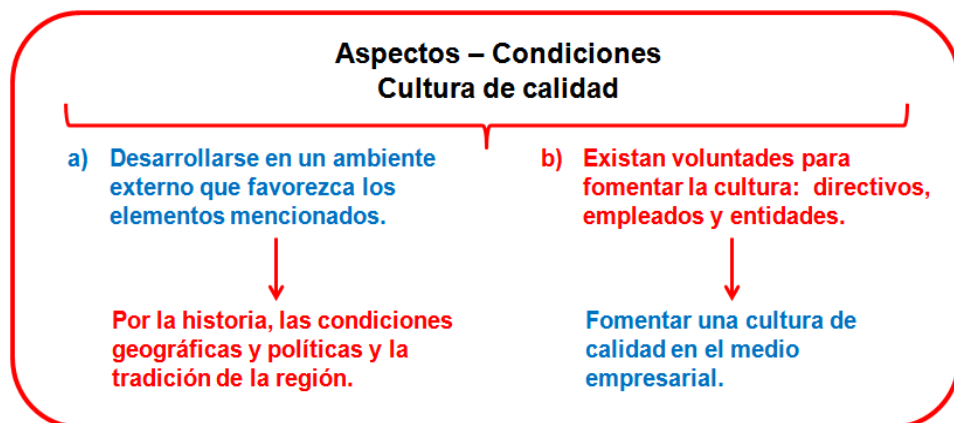 Aspectos – Condiciones
Cultura de calidad
a) Desarrollarse en un ambiente
externo que favorezca los
elementos mencionados.
Por la historia, las condiciones
geográficas y políticas y la
tradición de la región.
b) Existan voluntades para
fomentar la cultura: directivos,
empleados y entidades.
Fomentar una cultura de
calidad en el medio
empresarial.